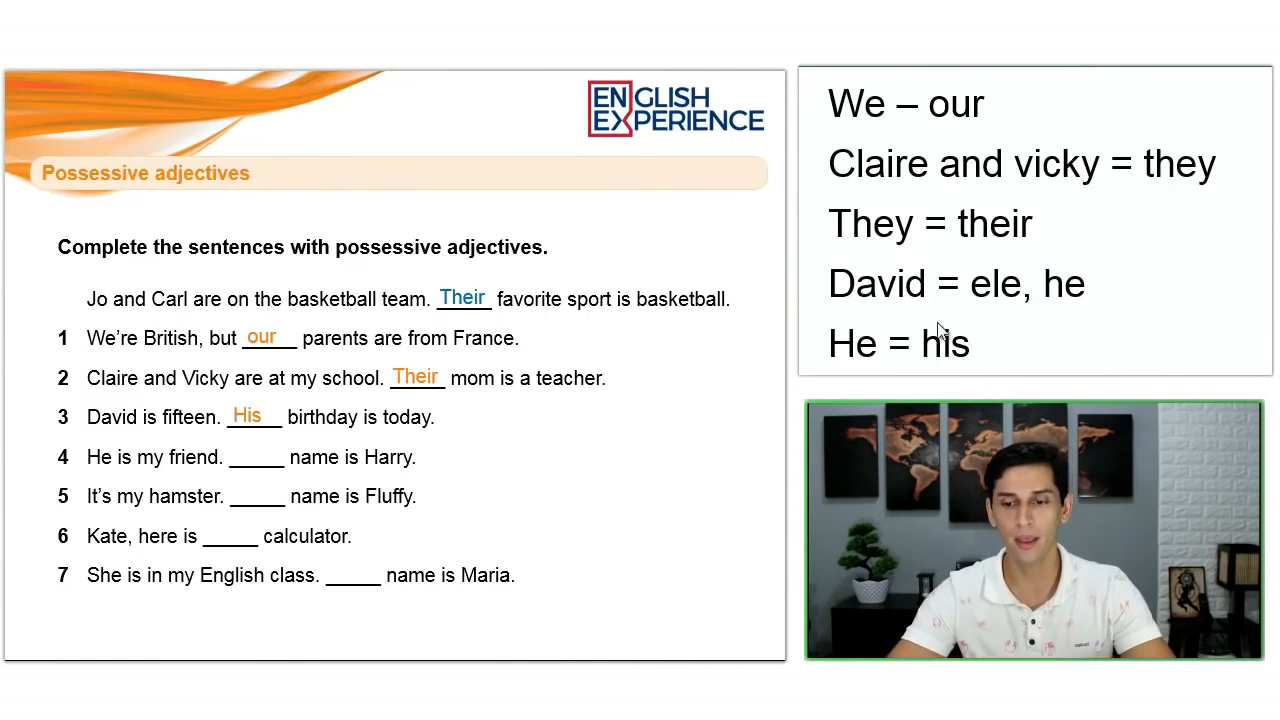 ENGLISH
EXPERIENCE
Possessive adjectives
Complete the sentences with possessive adjectives.
Jo and Carl are on the basketball team. Their favorite sport is basketball.
1 We’re British, but our parents are from France.
2 Claire and Vicky are at my school. Their mom is a teacher.
3 David is fifteen. His birthday is today.
4 He is my friend. _____ name is Harry.
5 It’s my hamster. _____ name is Fluffy.
6 Kate, here is _____ calculator.
7 She is in my English class. _____ name is Maria.
We – our
Claire and vicky = they
They = their
David = ele, he
He = his